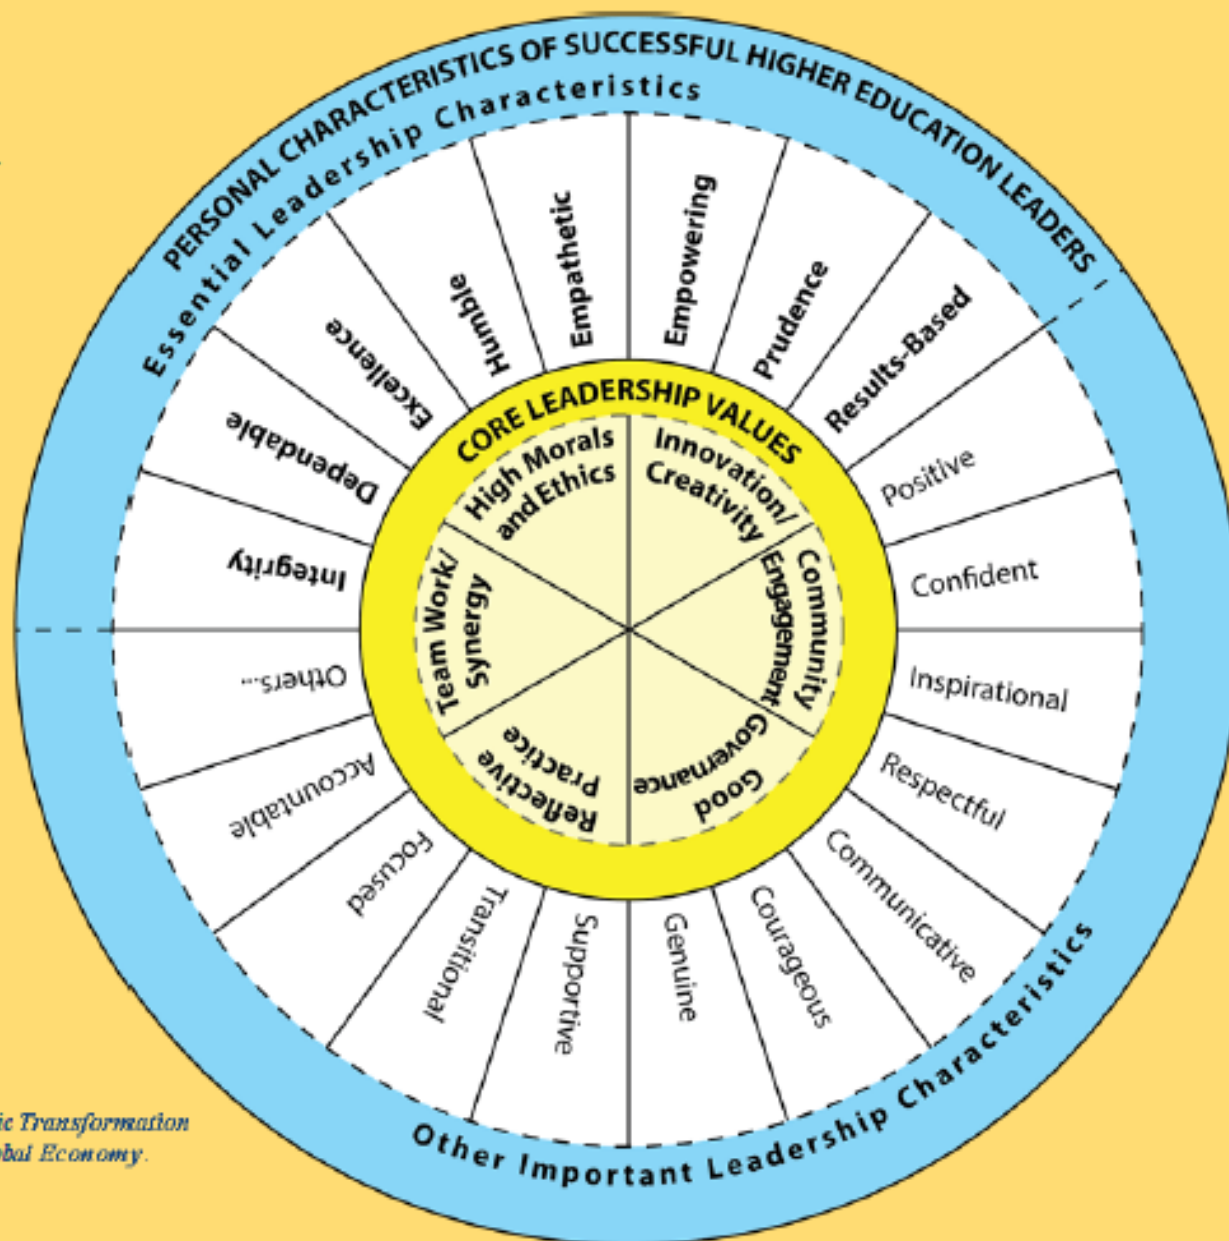 PERSONAL CHARACTERISTICS OF SUCCESSFUL HIGHER EDUCATION LEADERS
Essential Leadership Characteristics
Integrity
Dependable
Excellence
Humble
Empathetic
Empowering
Prudence
Results-Based
Positive
Confident
Inspirational
Respectful
Communicative
Courageous
Genuine
Supportive
Transitional
Focused
Accountable
Others...
Other Important Leadership Characteristics
CORE LEADERSHIP VALUES
High Morals
and Ethics
Innovation/
Creativity
Community
Engagement
Good
Governance
Reflective
Practice
Team Work/
Synergy
Transformation
Economy.